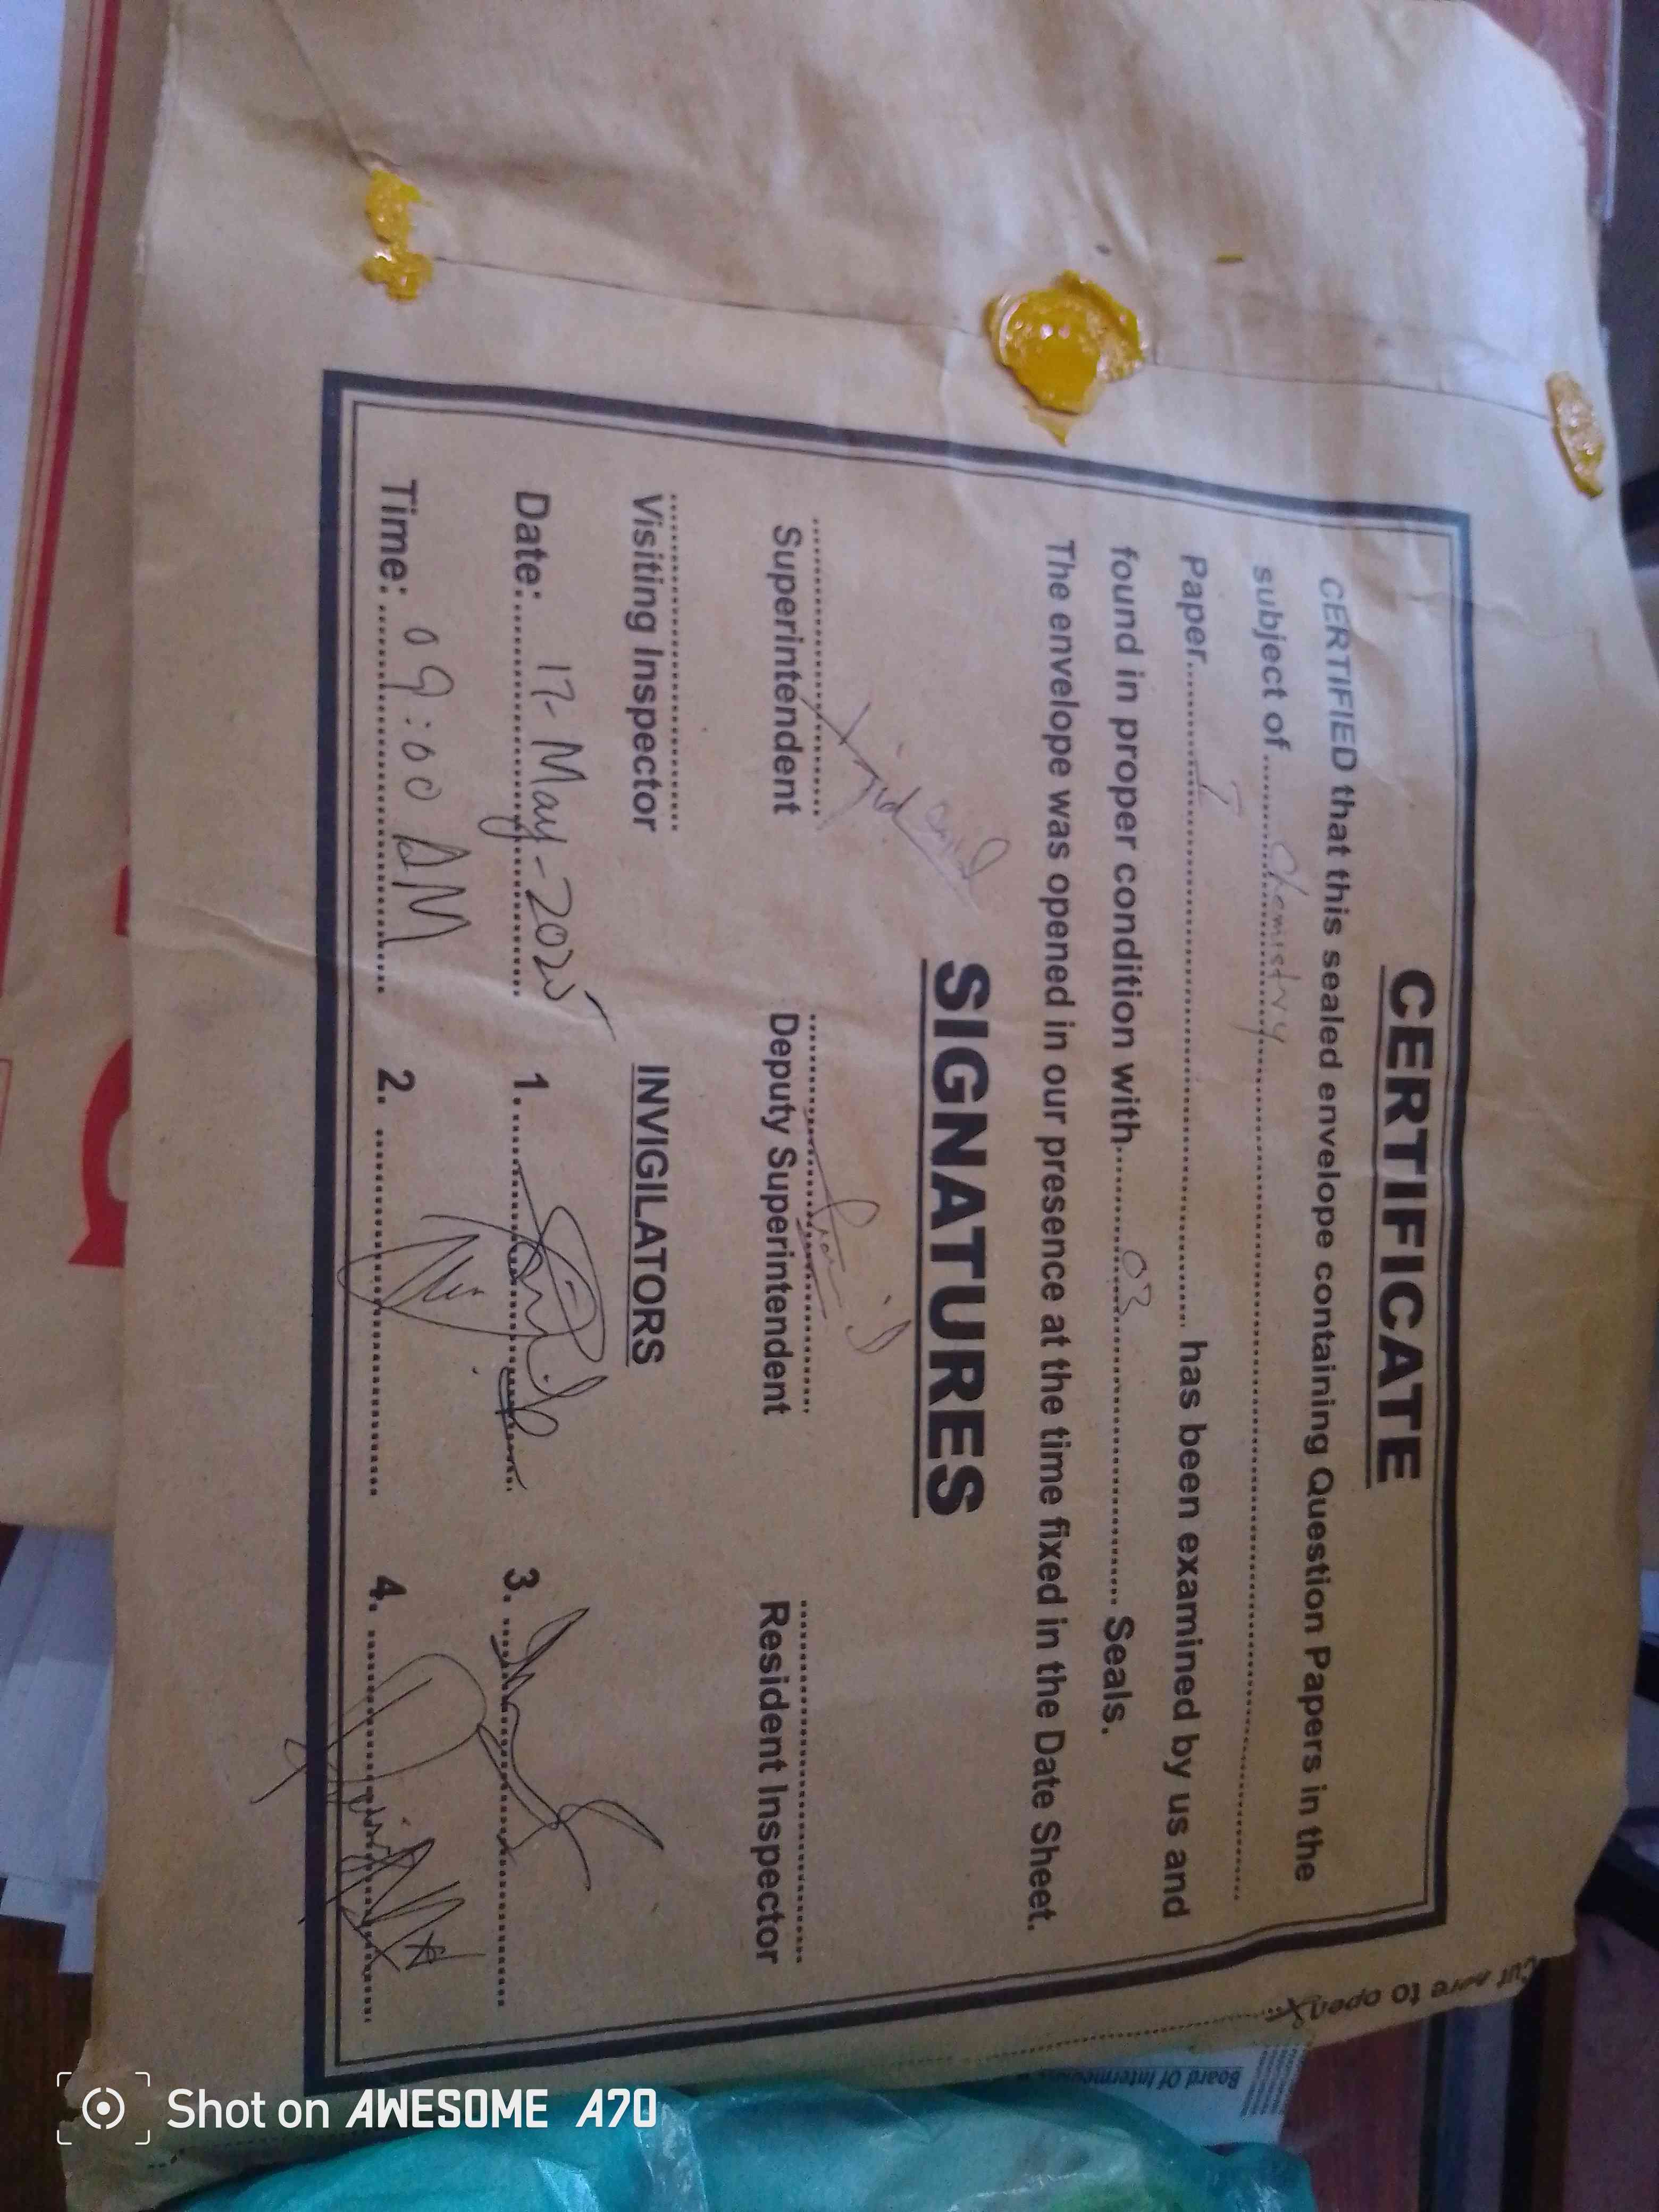 CERTIFICATE
CERTIFIED that this sealed envelope containing Question Papers in the
subject of ........ Chemistry ........
Paper ........ I ........ has been examined by us and
found in proper condition with ........ 03 ........ Seals.
The envelope was opened in our presence at the time fixed in the Date Sheet.
SIGNATURES
Superintendent Deputy Superintendent Resident Inspector
Visiting Inspector INVIGILATORS
Date: 17-May-2025 1. 3.
Time: 09:00 AM 2. 4.
Cut here to open
Board Of
Shot on AWESOME A70